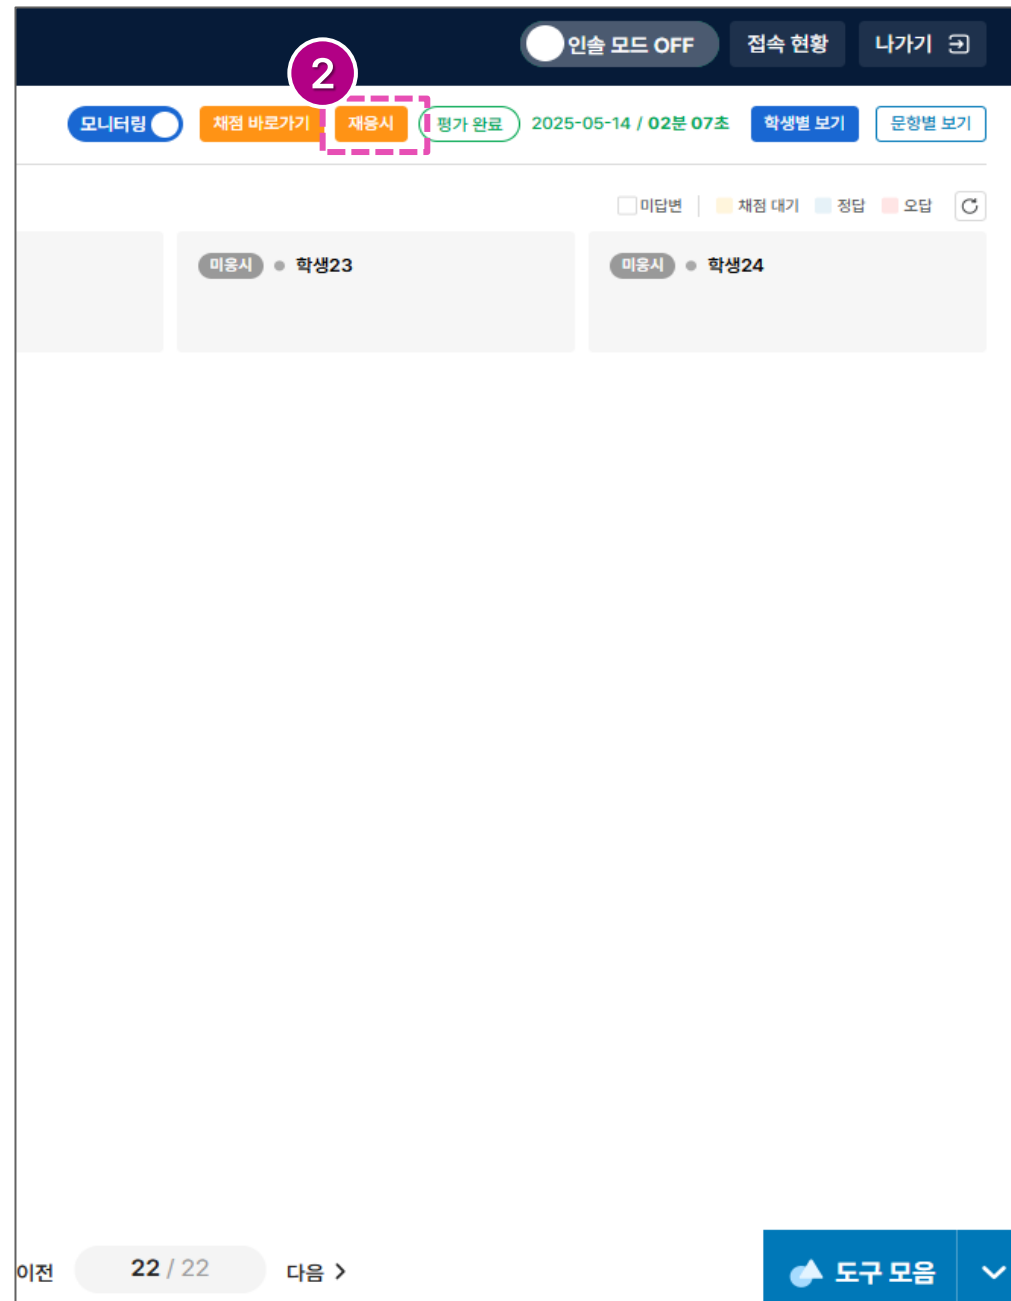 인솔 모드 OFF 접속 현황 나가기
2
모니터링 채점 바로가기 재응시 평가 완료 2025-05-14 / 02분 07초 학생별 보기 문항별 보기
미답변 채점 대기 정답 오답
미응시 학생23 미응시 학생24
이전 22 / 22 다음 도구 모음